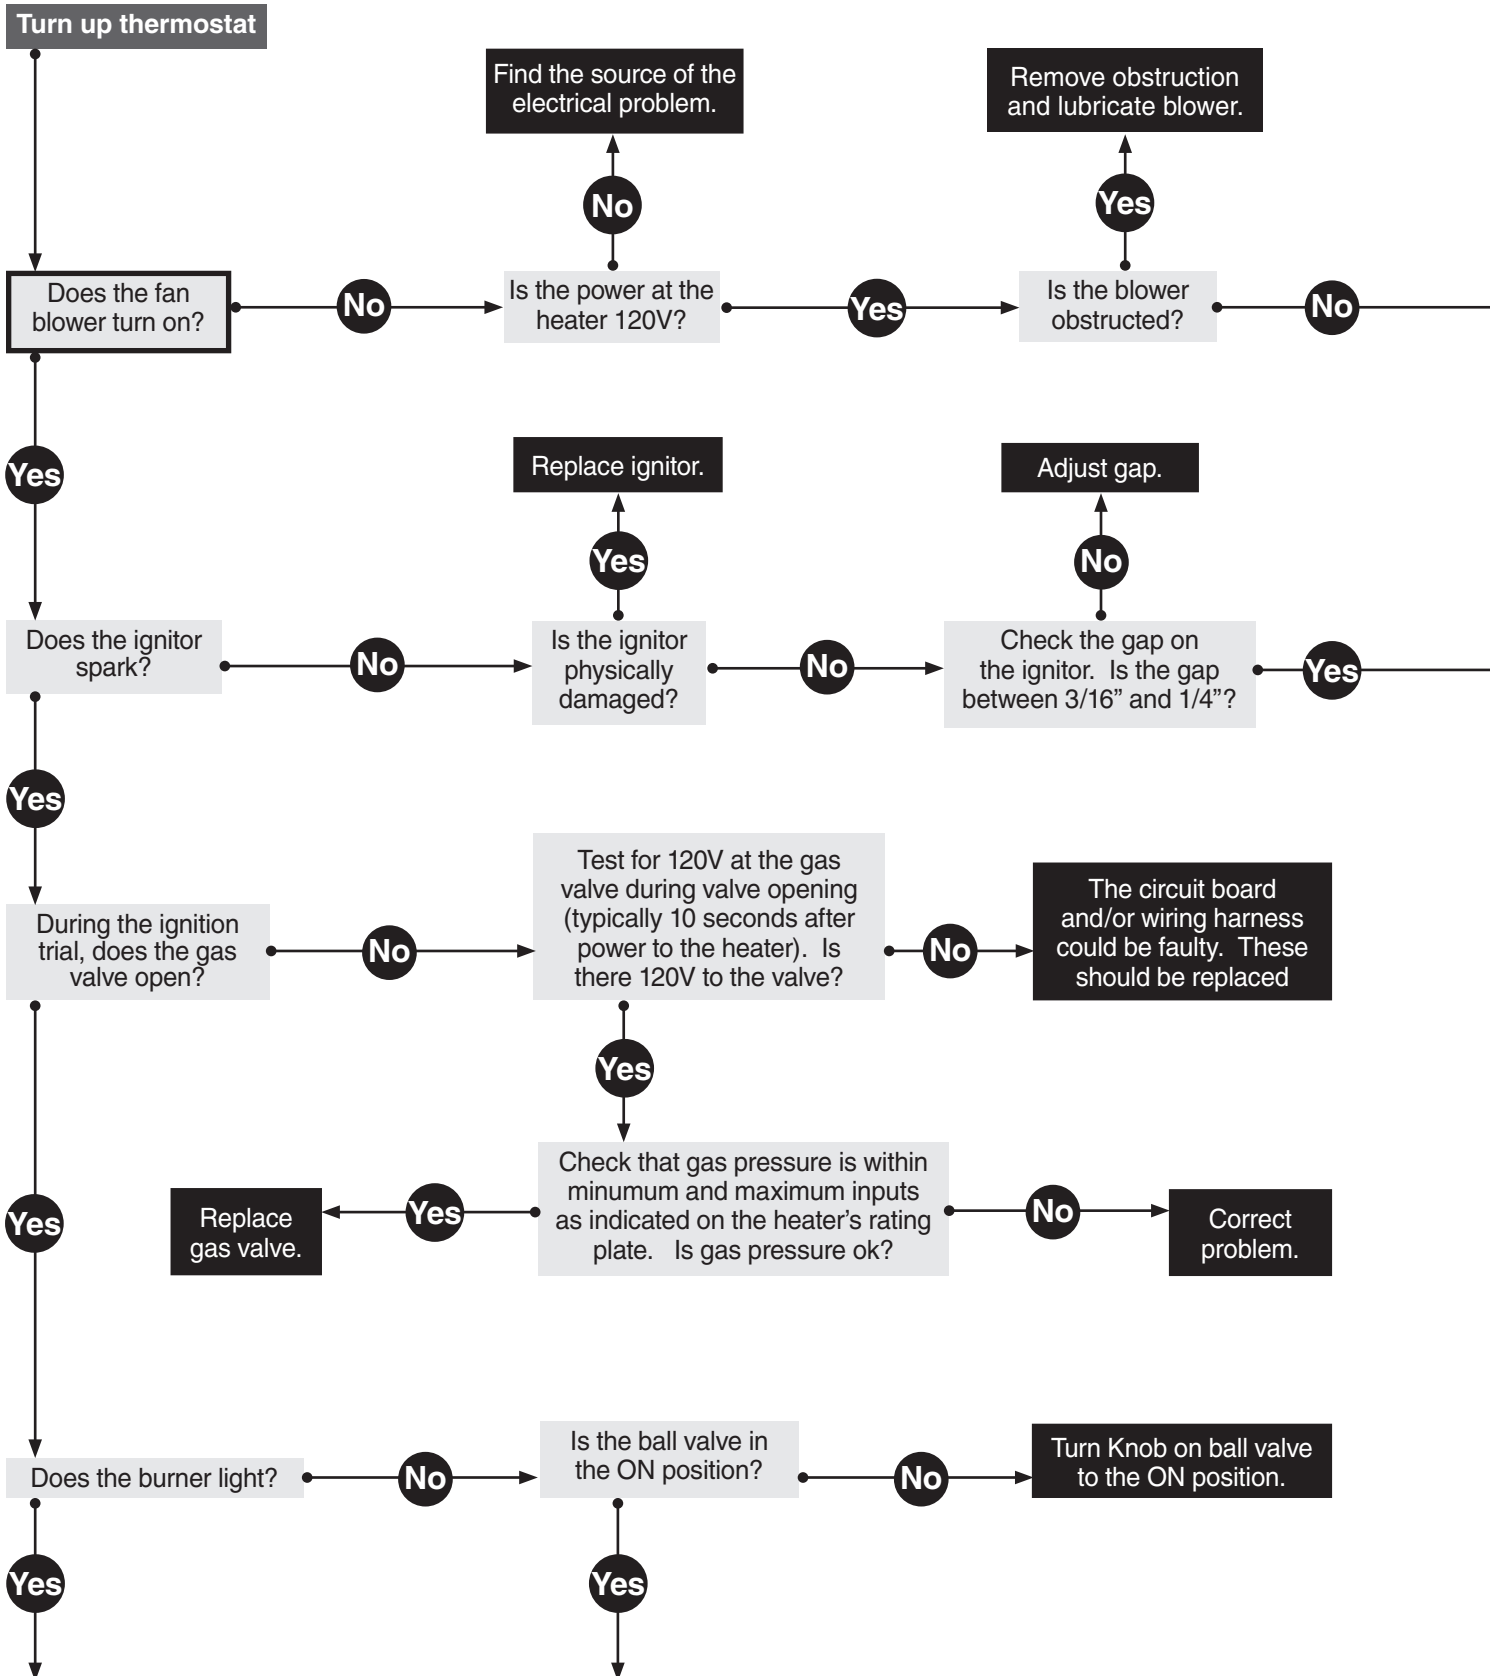 Turn up thermostat
Find the source of the
electrical problem.
Remove obstruction
and lubricate blower.
No
Yes
Does the fan
blower turn on?
No
Is the power at the
heater 120V?
Yes
Is the blower
obstructed?
No
Yes
Replace ignitor.
Adjust gap.
Yes
No
Does the ignitor
spark?
No
Is the ignitor
physically
damaged?
No
Check the gap on
the ignitor.  Is the gap
between 3/16” and 1/4”?
Yes
Yes
During the ignition
trial, does the gas
valve open?
No
Test for 120V at the gas
valve during valve opening
(typically 10 seconds after
power to the heater).  Is
there 120V to the valve?
No
The circuit board
and/or wiring harness
could be faulty.  These
should be replaced
Yes
Yes
Replace
gas valve.
Yes
Check that gas pressure is within
minumum and maximum inputs
as indicated on the heater’s rating
plate.   Is gas pressure ok?
No
Correct
problem.
Does the burner light?
No
Is the ball valve in
the ON position?
No
Turn Knob on ball valve
to the ON position.
Yes
Yes